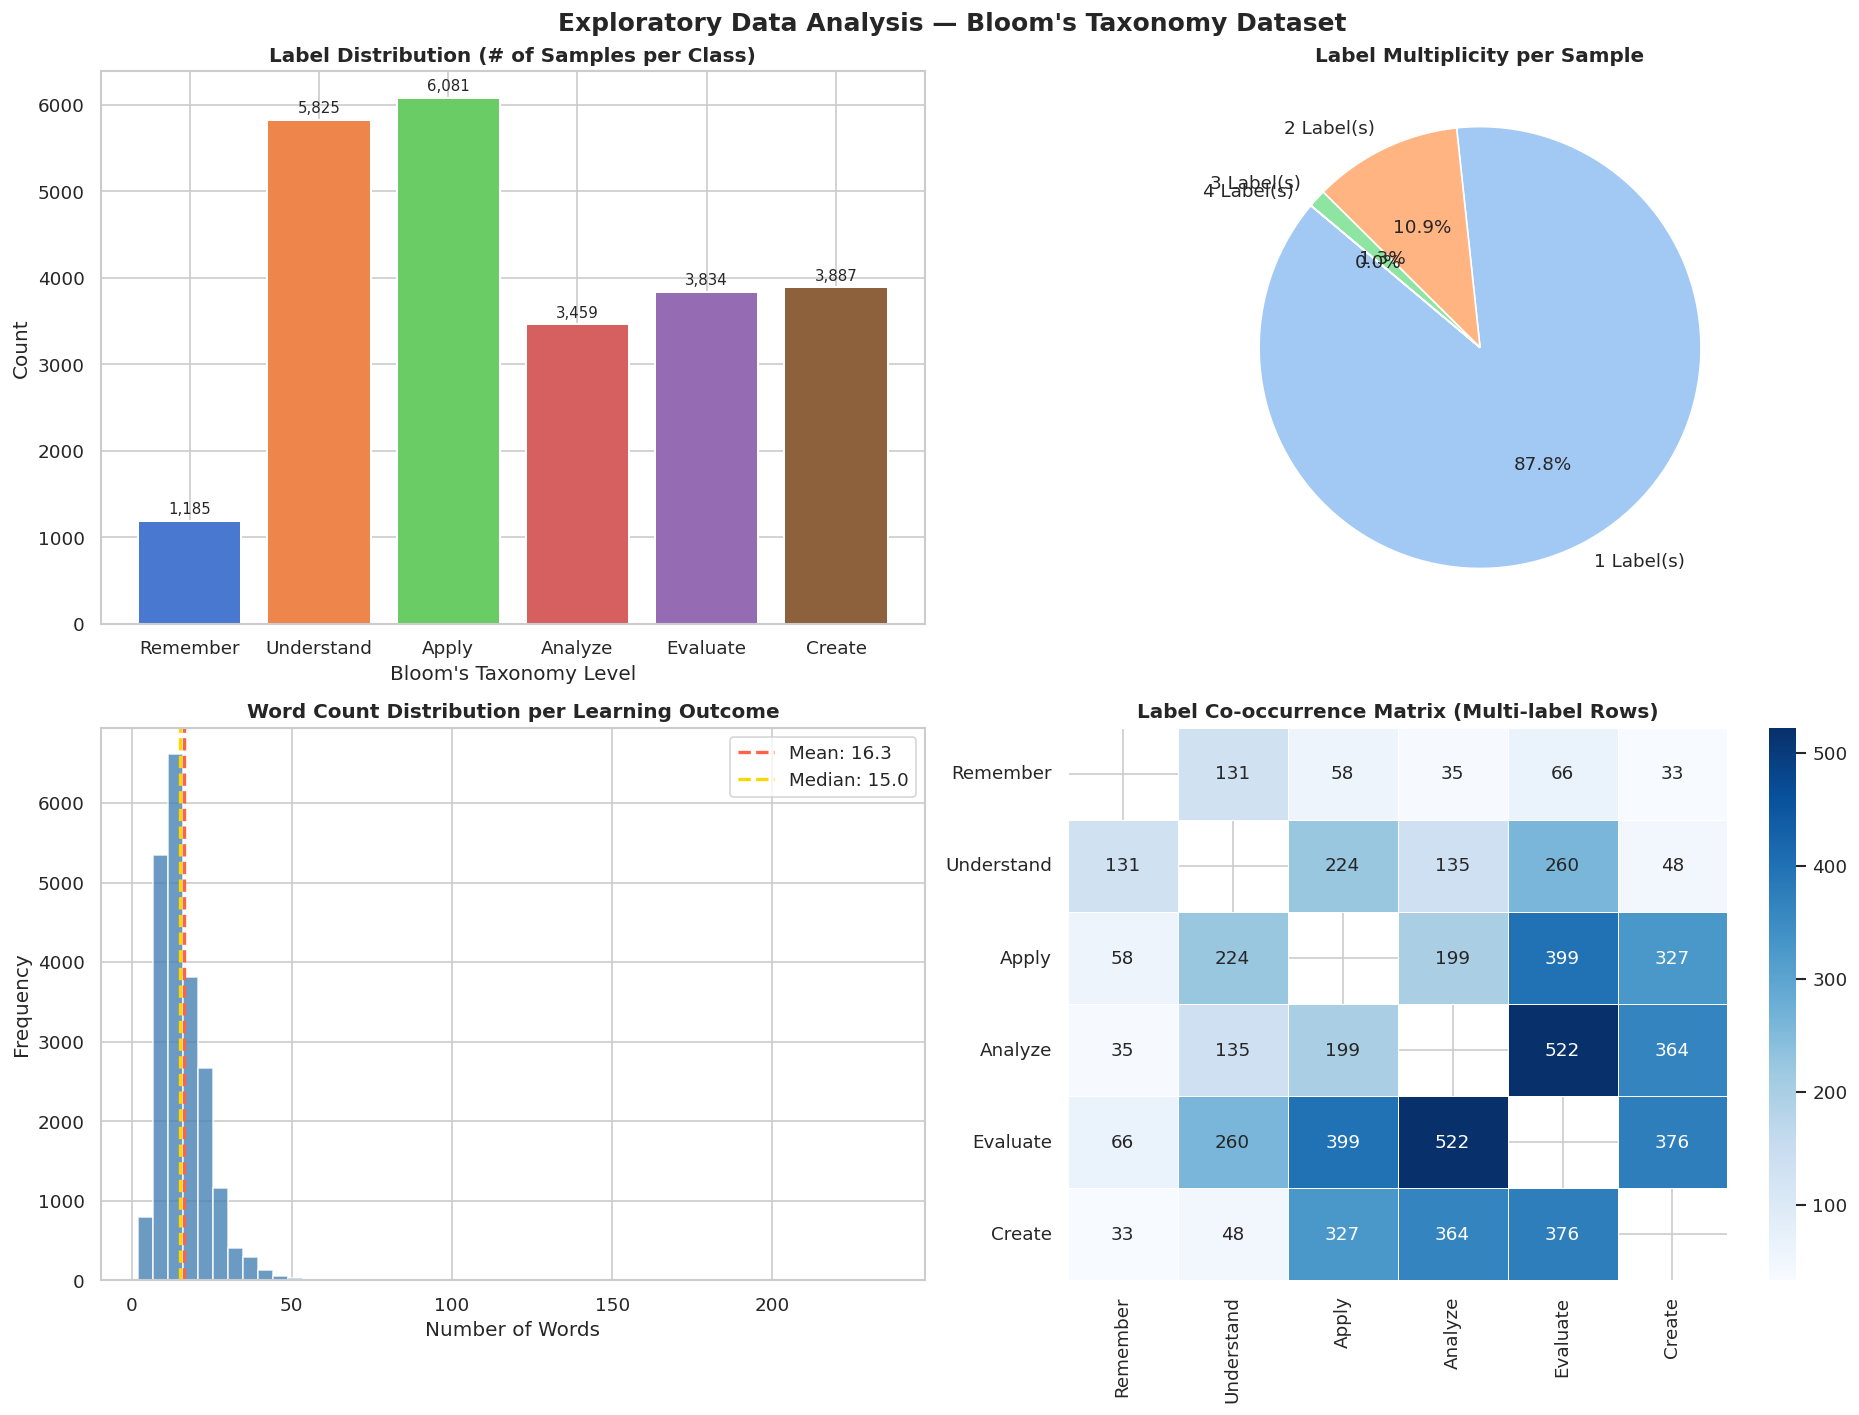 Exploratory Data Analysis — Bloom's Taxonomy Dataset
Label Distribution (# of Samples per Class)
6000
5000
4000
3000
2000
1000
0
Count
1,185
5,825
6,081
3,459
3,834
3,887
Remember
Understand
Apply
Analyze
Evaluate
Create
Bloom's Taxonomy Level
Label Multiplicity per Sample
2 Label(s)
3 Label(s)
4 Label(s)
10.9%
1.3%
0.0%
87.8%
1 Label(s)
Word Count Distribution per Learning Outcome
Mean: 16.3
Median: 15.0
6000
5000
4000
3000
2000
1000
0
Frequency
0
50
100
150
200
Number of Words
Label Co-occurrence Matrix (Multi-label Rows)
Remember 131 58 35 66 33
Understand 131 224 135 260 48
Apply 58 224 199 399 327
Analyze 35 135 199 522 364
Evaluate 66 260 399 522 376
Create 33 48 327 364 376
Remember
Understand
Apply
Analyze
Evaluate
Create
500
400
300
200
100